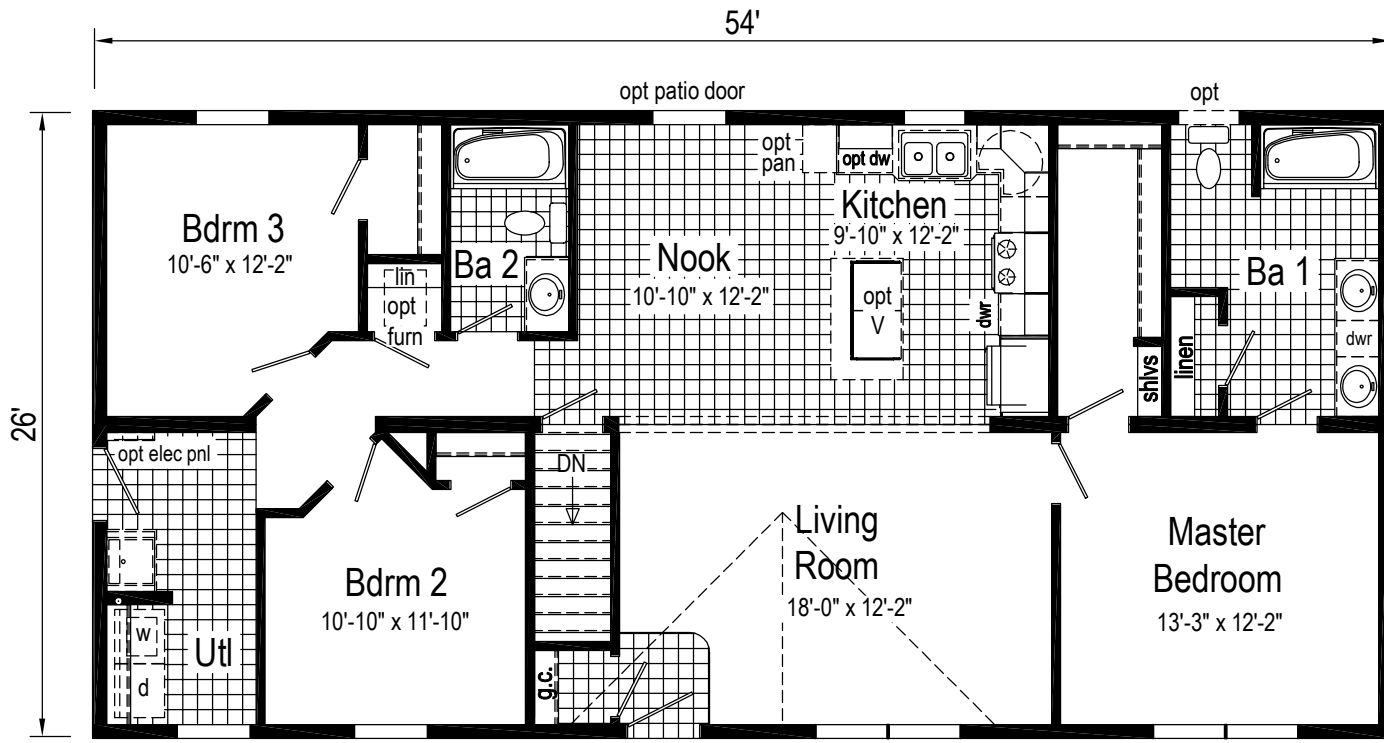 54'
opt patio door
opt
26'
Bdrm 3
10'-6" x 12'-2"
lin
opt
furn
Ba 2
Nook
10'-10" x 12'-2"
opt
pan
opt dw
Kitchen
9'-10" x 12'-2"
opt
V
dwr
shlvs
linen
Ba 1
dwr
opt elec pnl
w
d
Utl
Bdrm 2
10'-10" x 11'-10"
DN
g.c.
Living
Room
18'-0" x 12'-2"
Master
Bedroom
13'-3" x 12'-2"